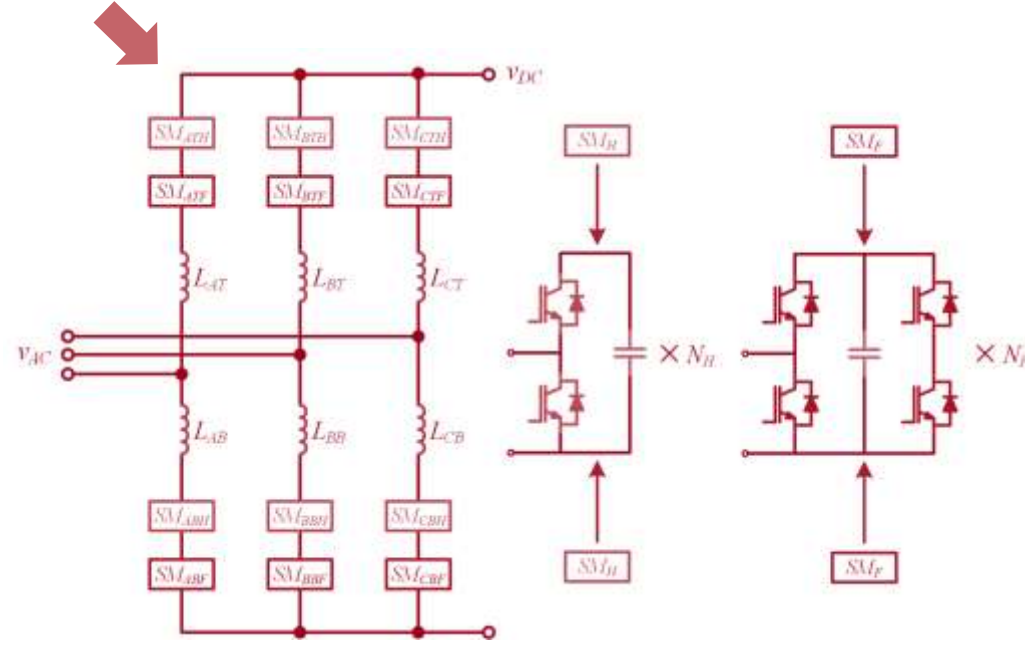 v_DC
SM_ATH SM_BTH SM_CTH
SM_H SM_F
SM_ATF SM_BTF SM_CTF
L_AT L_BT L_CT
v_AC
× N_H × N
L_AB L_BB L_CB
SM_ABH SM_BBH SM_CBH
SM_ABF SM_BBF SM_CBF
SM_H SM_F